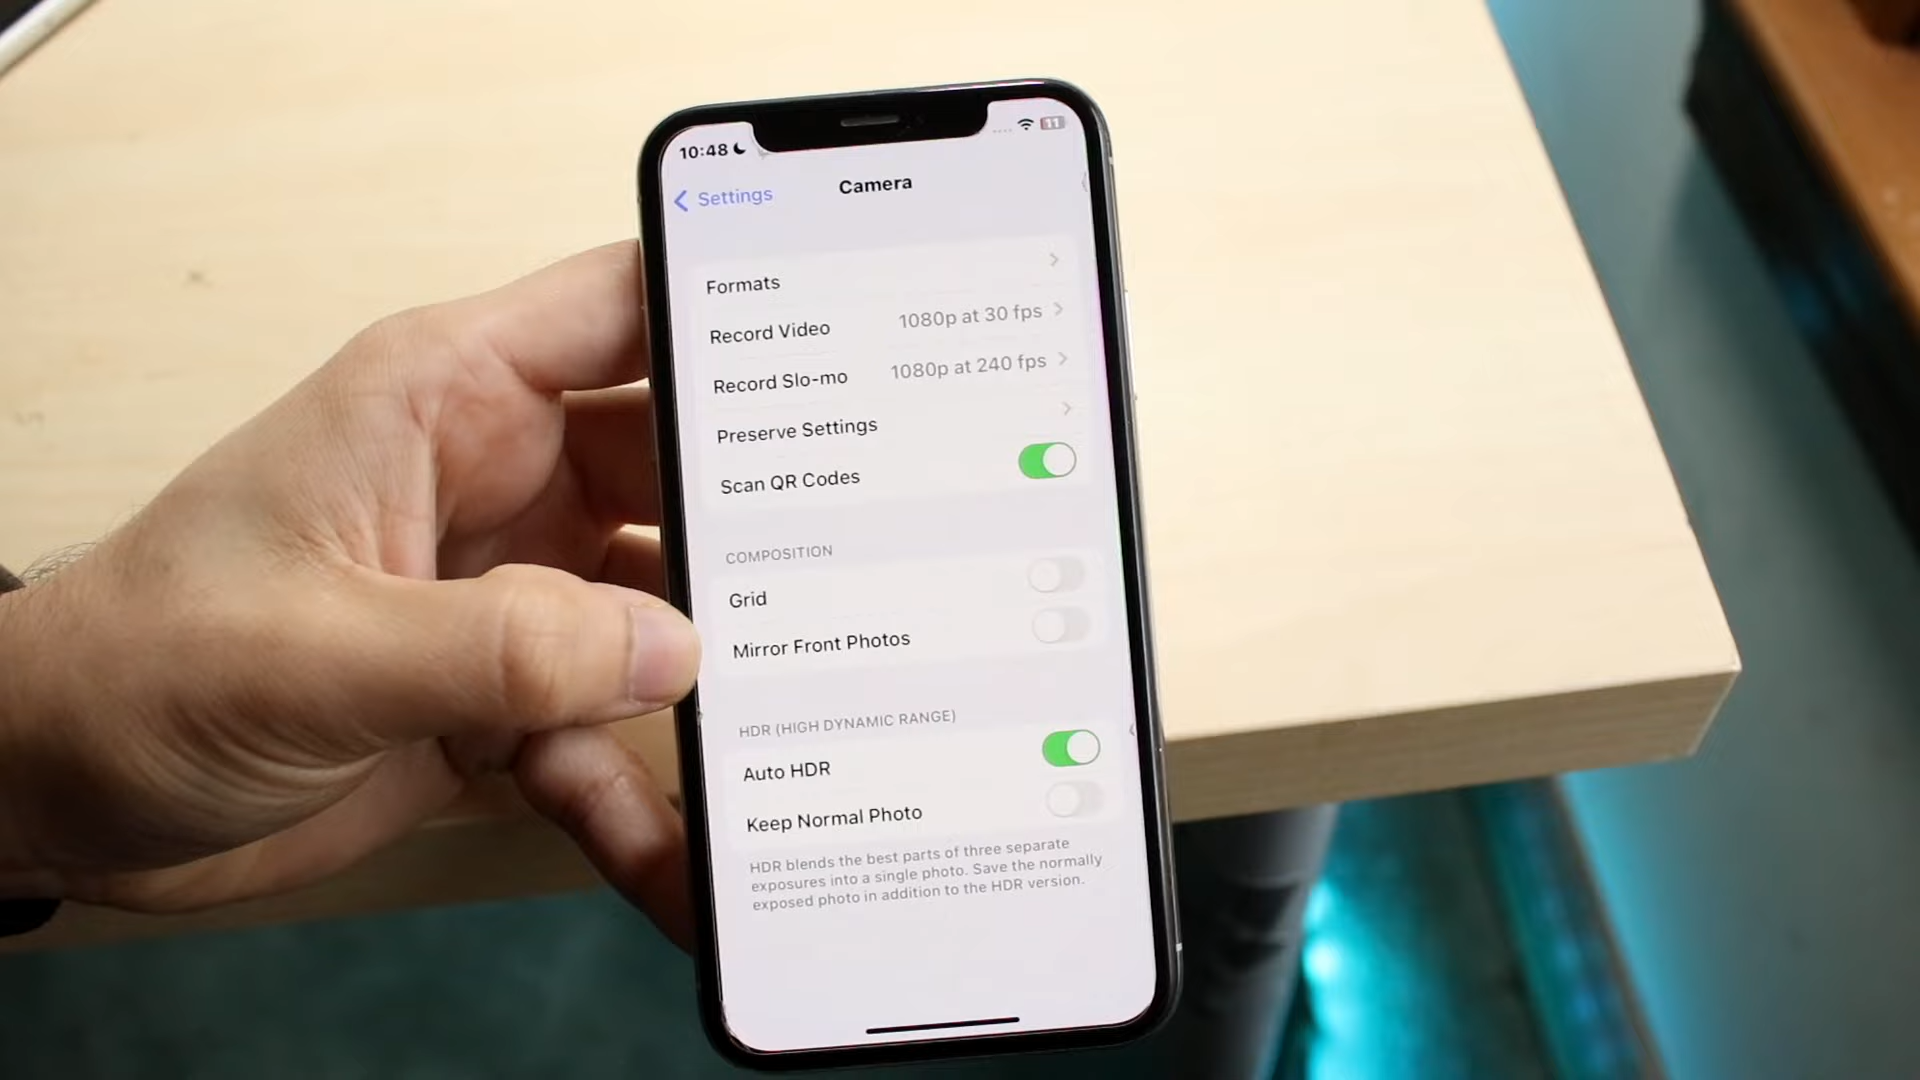 10:48
11
Settings
Camera
Formats
Record Video 1080p at 30 fps
Record Slo-mo 1080p at 240 fps
Preserve Settings
Scan QR Codes
COMPOSITION
Grid
Mirror Front Photos
HDR (HIGH DYNAMIC RANGE)
Auto HDR
Keep Normal Photo
HDR blends the best parts of three separate
exposures into a single photo. Save the normally
exposed photo in addition to the HDR version.